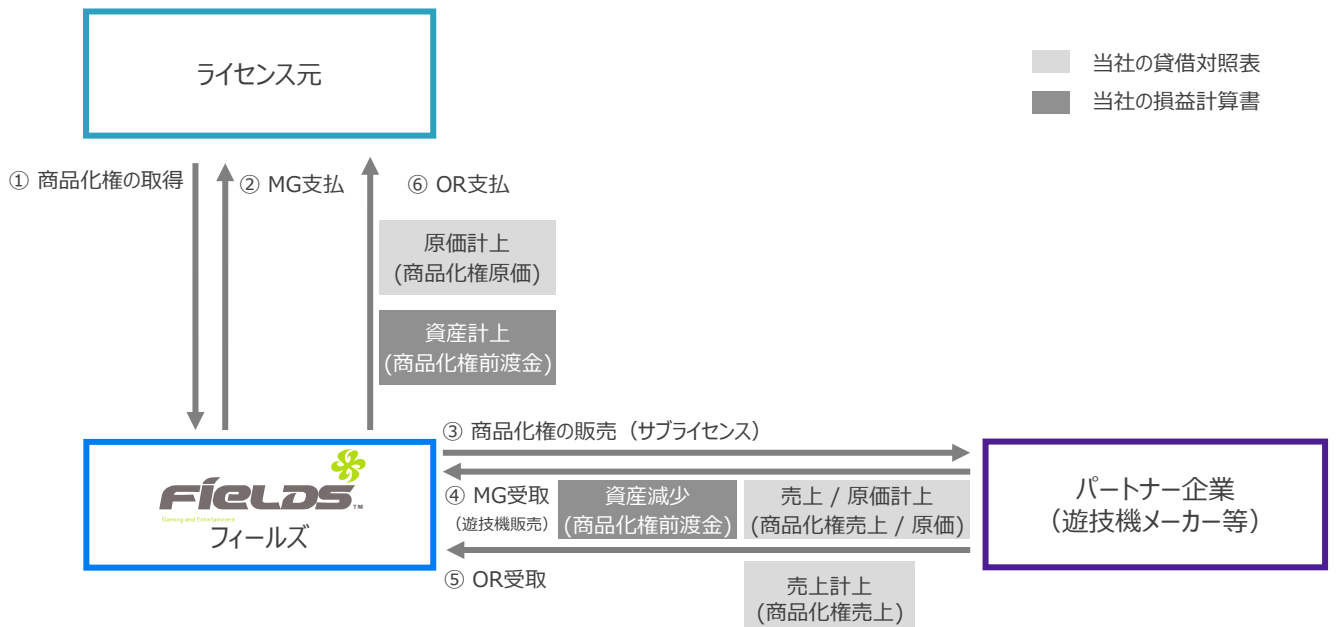 ライセンス元
当社の貸借対照表
当社の損益計算書
① 商品化権の取得
② MG支払
⑥ OR支払
原価計上
(商品化権原価)
資産計上
(商品化権前渡金)
③ 商品化権の販売（サブライセンス）
FIELDS™
Gaming and Entertainment
フィールズ
④ MG受取
（遊技機販売）
資産減少
(商品化権前渡金)
売上 / 原価計上
(商品化権売上 / 原価)
パートナー企業
（遊技機メーカー等）
⑤ OR受取
売上計上
(商品化権売上)